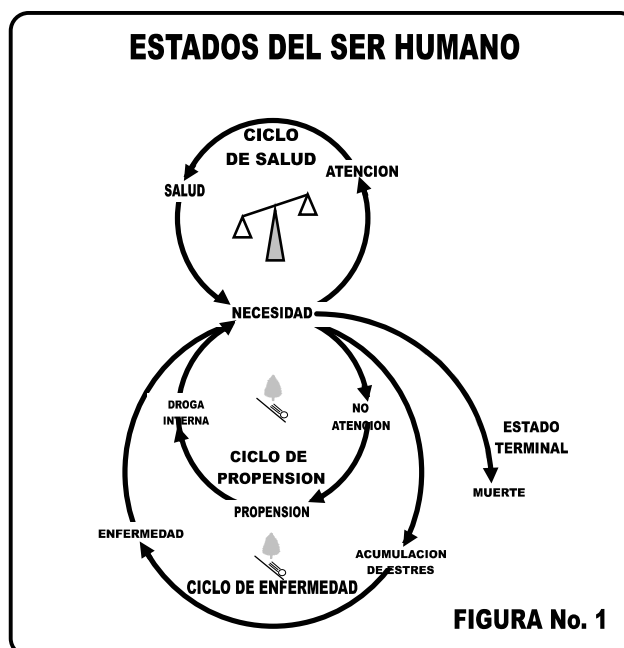 ESTADOS DEL SER HUMANO
CICLO
DE SALUD
ATENCION
SALUD
NECESIDAD
DROGA
INTERNA
NO
ATENCION
ESTADO
TERMINAL
CICLO DE
PROPENSION
MUERTE
PROPENSION
ENFERMEDAD
ACUMULACION
DE ESTRES
CICLO DE ENFERMEDAD
FIGURA No. 1